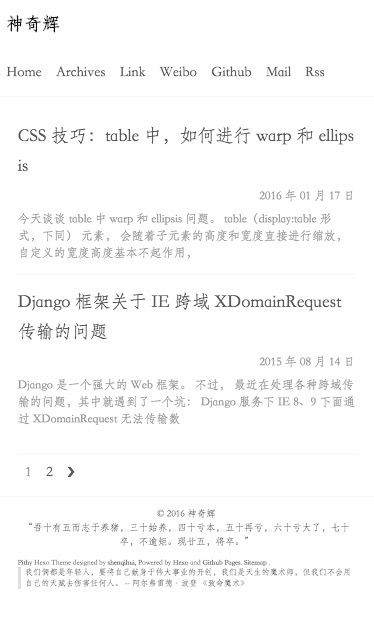 神奇辉
Home Archives Link Weibo Github Mail Rss
CSS 技巧：table 中，如何进行 warp 和 ellips
is
2016 年 01 月 17 日
今天谈谈 table 中 warp 和 ellipsis 问题。 table（display:table 形
式，下同） 元素， 会随着子元素的高度和宽度直接进行缩放，
自定义的宽度高度基本不起作用，
Django 框架关于 IE 跨域 XDomainRequest
传输的问题
2015 年 08 月 14 日
Django 是一个强大的 Web 框架。 不过， 最近在处理各种跨域传
输的问题，其中就遇到了一个坑： Django 服务下 IE 8、9 下面通
过 XDomainRequest 无法传输数
1 2 ❯
© 2016 神奇辉
“吾十有五而志于养猪，三十始养，四十亏本，五十再亏，六十亏大了，七十
卒，不逾矩。现廿五，将卒。”
Pithy Hexo Theme designed by shenqihui, Powered by Hexo and Github Pages. Sitemap .
我们俩都是年轻人，要将自己献身于伟大事业的开创，我们是天生的魔术师，但我们不会用
自己的天赋去伤害任何人。 -- 阿尔弗雷德 · 波登 《致命魔术》